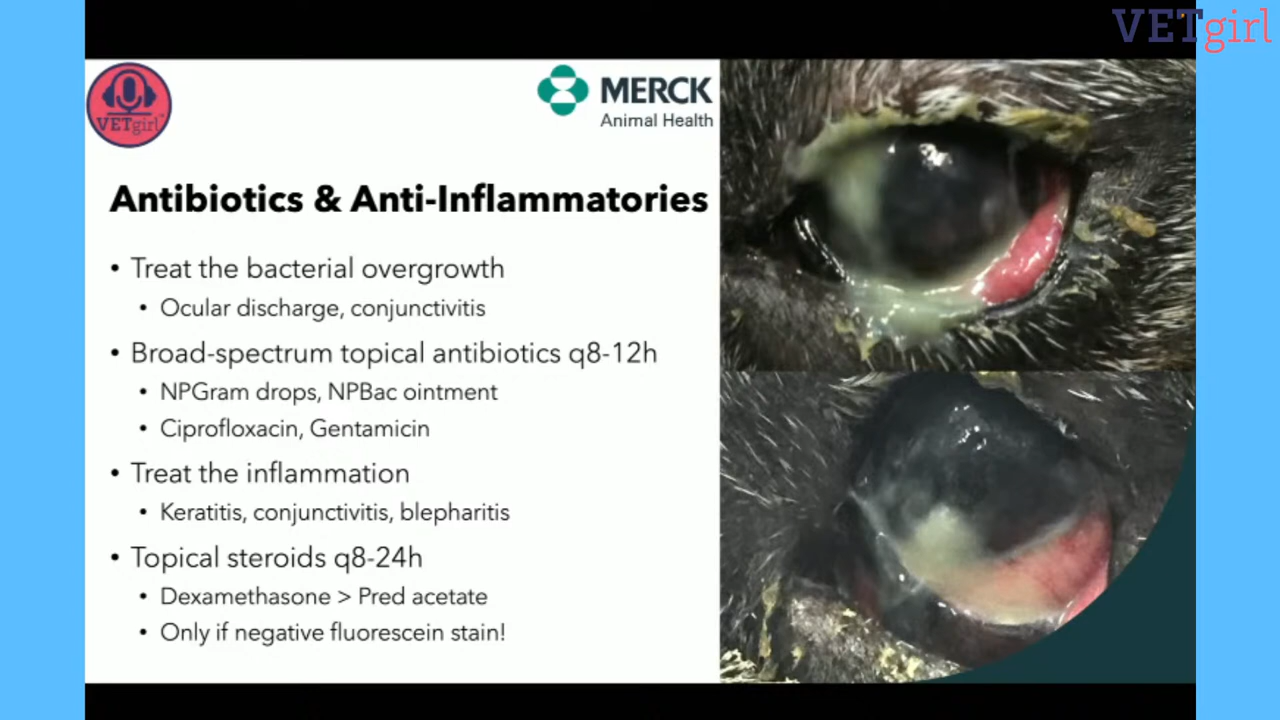 VETgirl
VETgirl
MERCK
Animal Health
Antibiotics & Anti-Inflammatories
• Treat the bacterial overgrowth
• Ocular discharge, conjunctivitis
• Broad-spectrum topical antibiotics q8-12h
• NPGram drops, NPBac ointment
• Ciprofloxacin, Gentamicin
• Treat the inflammation
• Keratitis, conjunctivitis, blepharitis
• Topical steroids q8-24h
• Dexamethasone > Pred acetate
• Only if negative fluorescein stain!